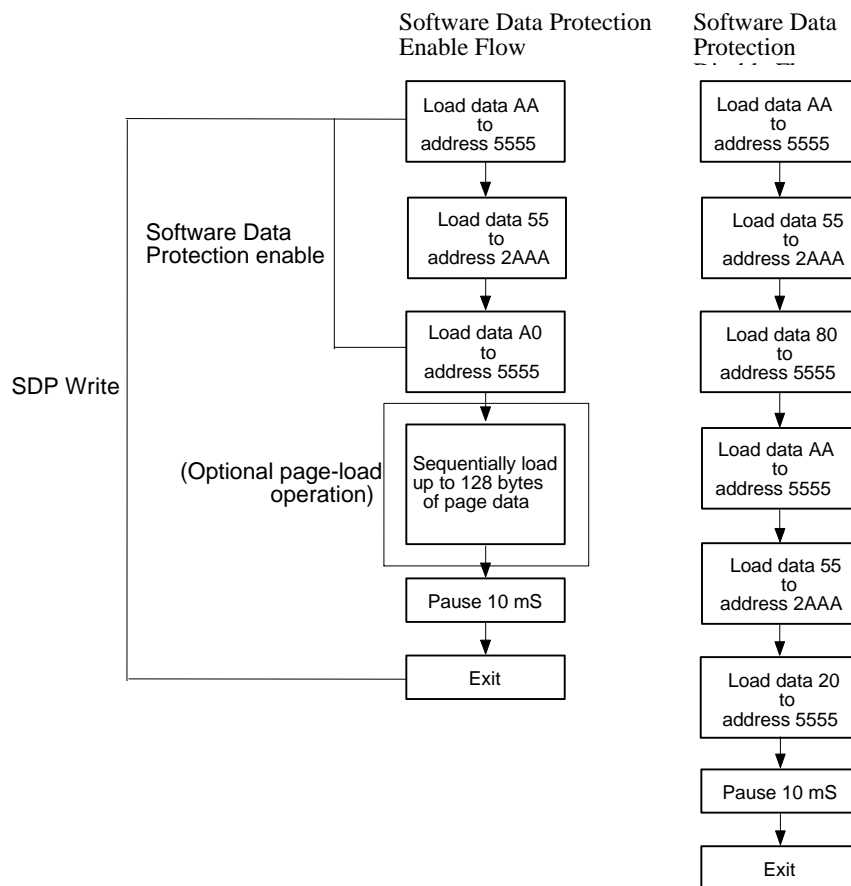 Software Data Protection
Enable Flow
Software Data
Protection
Load data AA
to
address 5555
Load data 55
to
address 2AAA
Load data A0
to
address 5555
Sequentially load
up to 128 bytes
of page data
Pause 10 mS
Exit
Software Data
Protection enable
SDP Write
(Optional page-load
operation)
Load data AA
to
address 5555
Load data 55
to
address 2AAA
Load data 80
to
address 5555
Load data AA
to
address 5555
Load data 55
to
address 2AAA
Load data 20
to
address 5555
Pause 10 mS
Exit